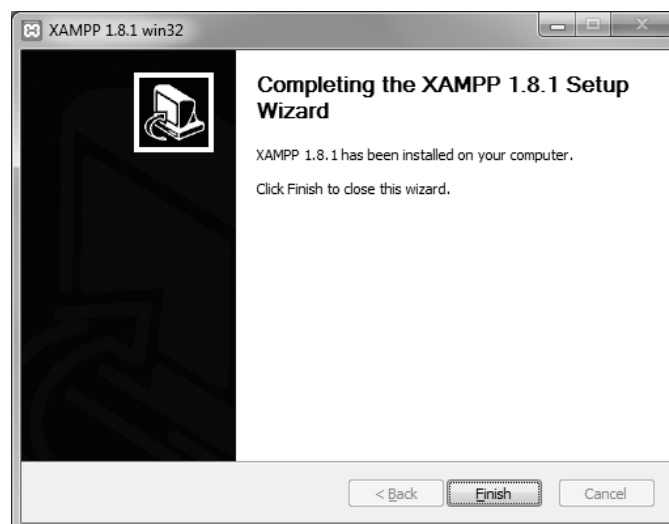 XAMPP 1.8.1 win32
Completing the XAMPP 1.8.1 Setup
Wizard
XAMPP 1.8.1 has been installed on your computer.
Click Finish to close this wizard.
< Back
Finish
Cancel